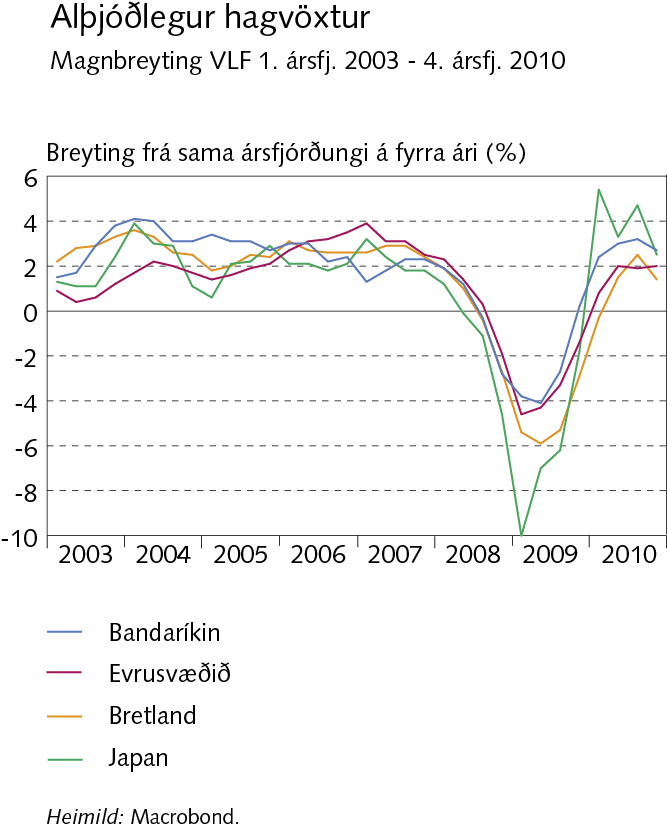 Alþjóðlegur hagvöxtur
Magnbreyting VLF 1. ársfj. 2003 - 4. ársfj. 2010
Breyting frá sama ársfjórðungi á fyrra ári (%)
6
4
2
0
-2
-4
-6
-8
-10
2003 2004 2005 2006 2007 2008 2009 2010
Bandaríkin
Evrusvæðið
Bretland
Japan
Heimild: Macrobond.